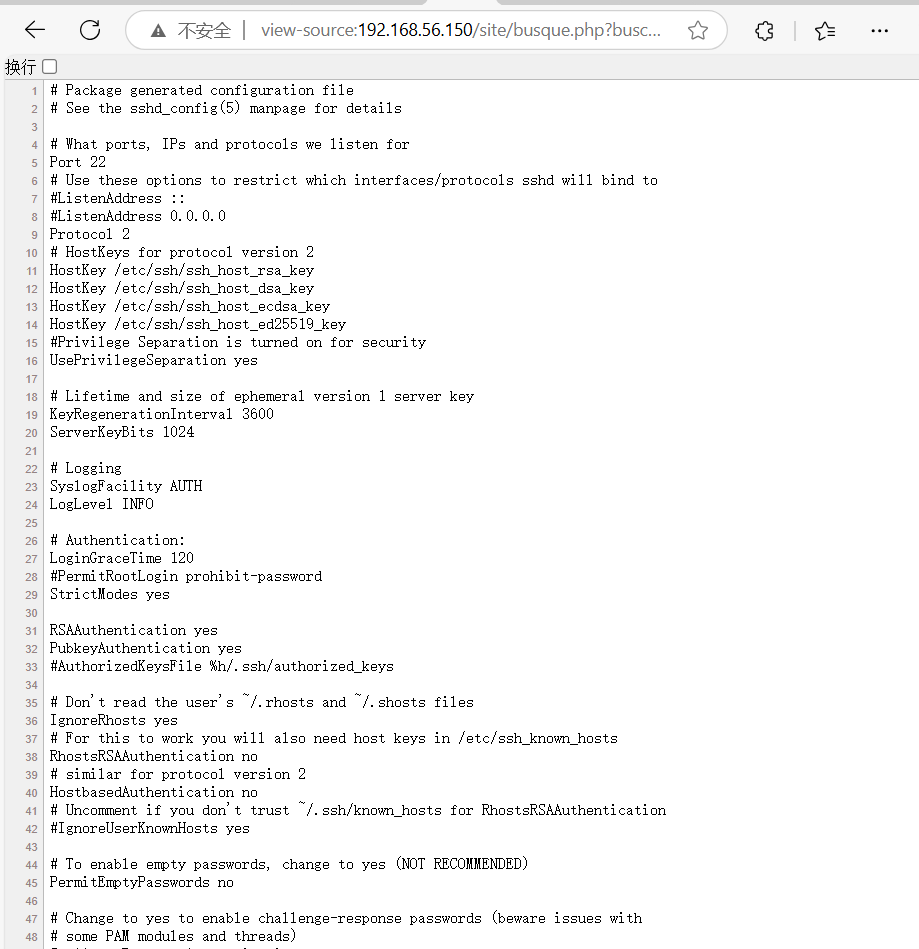 不安全 view-source:192.168.56.150/site/busque.php?busc...
换行
1 # Package generated configuration file
2 # See the sshd_config(5) manpage for details
3
4 # What ports, IPs and protocols we listen for
5 Port 22
6 # Use these options to restrict which interfaces/protocols sshd will bind to
7 #ListenAddress ::
8 #ListenAddress 0.0.0.0
9 Protocol 2
10 # HostKeys for protocol version 2
11 HostKey /etc/ssh/ssh_host_rsa_key
12 HostKey /etc/ssh/ssh_host_dsa_key
13 HostKey /etc/ssh/ssh_host_ecdsa_key
14 HostKey /etc/ssh/ssh_host_ed25519_key
15 #Privilege Separation is turned on for security
16 UsePrivilegeSeparation yes
17
18 # Lifetime and size of ephemeral version 1 server key
19 KeyRegenerationInterval 3600
20 ServerKeyBits 1024
21
22 # Logging
23 SyslogFacility AUTH
24 LogLevel INFO
25
26 # Authentication:
27 LoginGraceTime 120
28 #PermitRootLogin prohibit-password
29 StrictModes yes
30
31 RSAAuthentication yes
32 PubkeyAuthentication yes
33 #AuthorizedKeysFile %h/.ssh/authorized_keys
34
35 # Don't read the user's ~/.rhosts and ~/.shosts files
36 IgnoreRhosts yes
37 # For this to work you will also need host keys in /etc/ssh_known_hosts
38 RhostsRSAAuthentication no
39 # similar for protocol version 2
40 HostbasedAuthentication no
41 # Uncomment if you don't trust ~/.ssh/known_hosts for RhostsRSAAuthentication
42 #IgnoreUserKnownHosts yes
43
44 # To enable empty passwords, change to yes (NOT RECOMMENDED)
45 PermitEmptyPasswords no
46
47 # Change to yes to enable challenge-response passwords (beware issues with
48 # some PAM modules and threads)